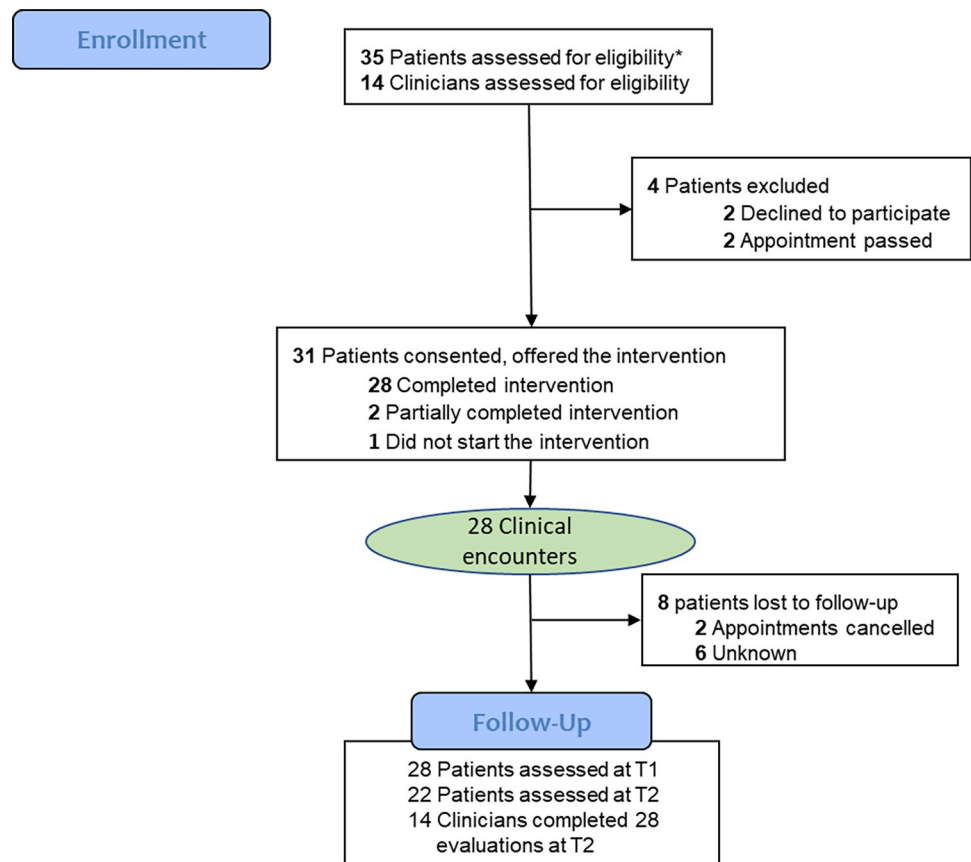 Enrollment
35 Patients assessed for eligibility*
14 Clinicians assessed for eligibility
4 Patients excluded
2 Declined to participate
2 Appointment passed
31 Patients consented, offered the intervention
28 Completed intervention
2 Partially completed intervention
1 Did not start the intervention
28 Clinical
encounters
8 patients lost to follow-up
2 Appointments cancelled
6 Unknown
Follow-Up
28 Patients assessed at T1
22 Patients assessed at T2
14 Clinicians completed 28
evaluations at T2